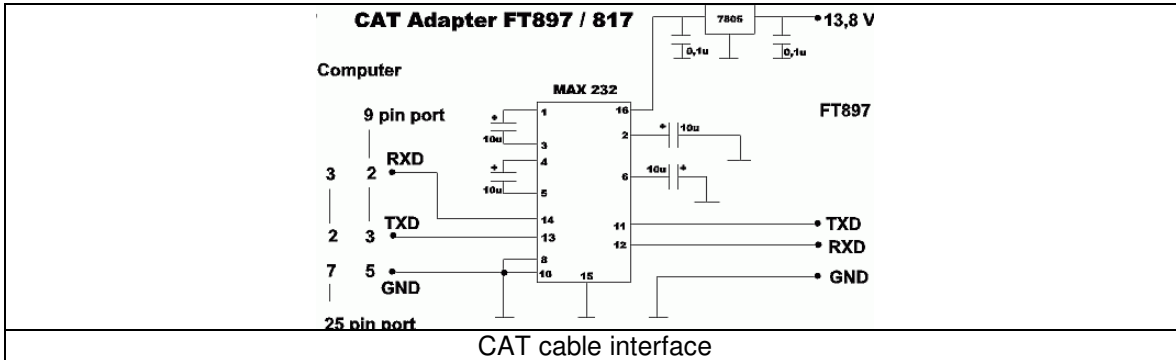 CAT Adapter FT897 / 817
7805
13,8 V
0,1u
0,1u
Computer
MAX 232
9 pin port
FT897
1
16
+
10u
2
+
10u
3
4
RXD
3
2
+
10u
5
6
10u
+
14
TXD
2
3
13
11
TXD
12
RXD
8
7
5
10
15
GND
GND
25 pin port
CAT cable interface